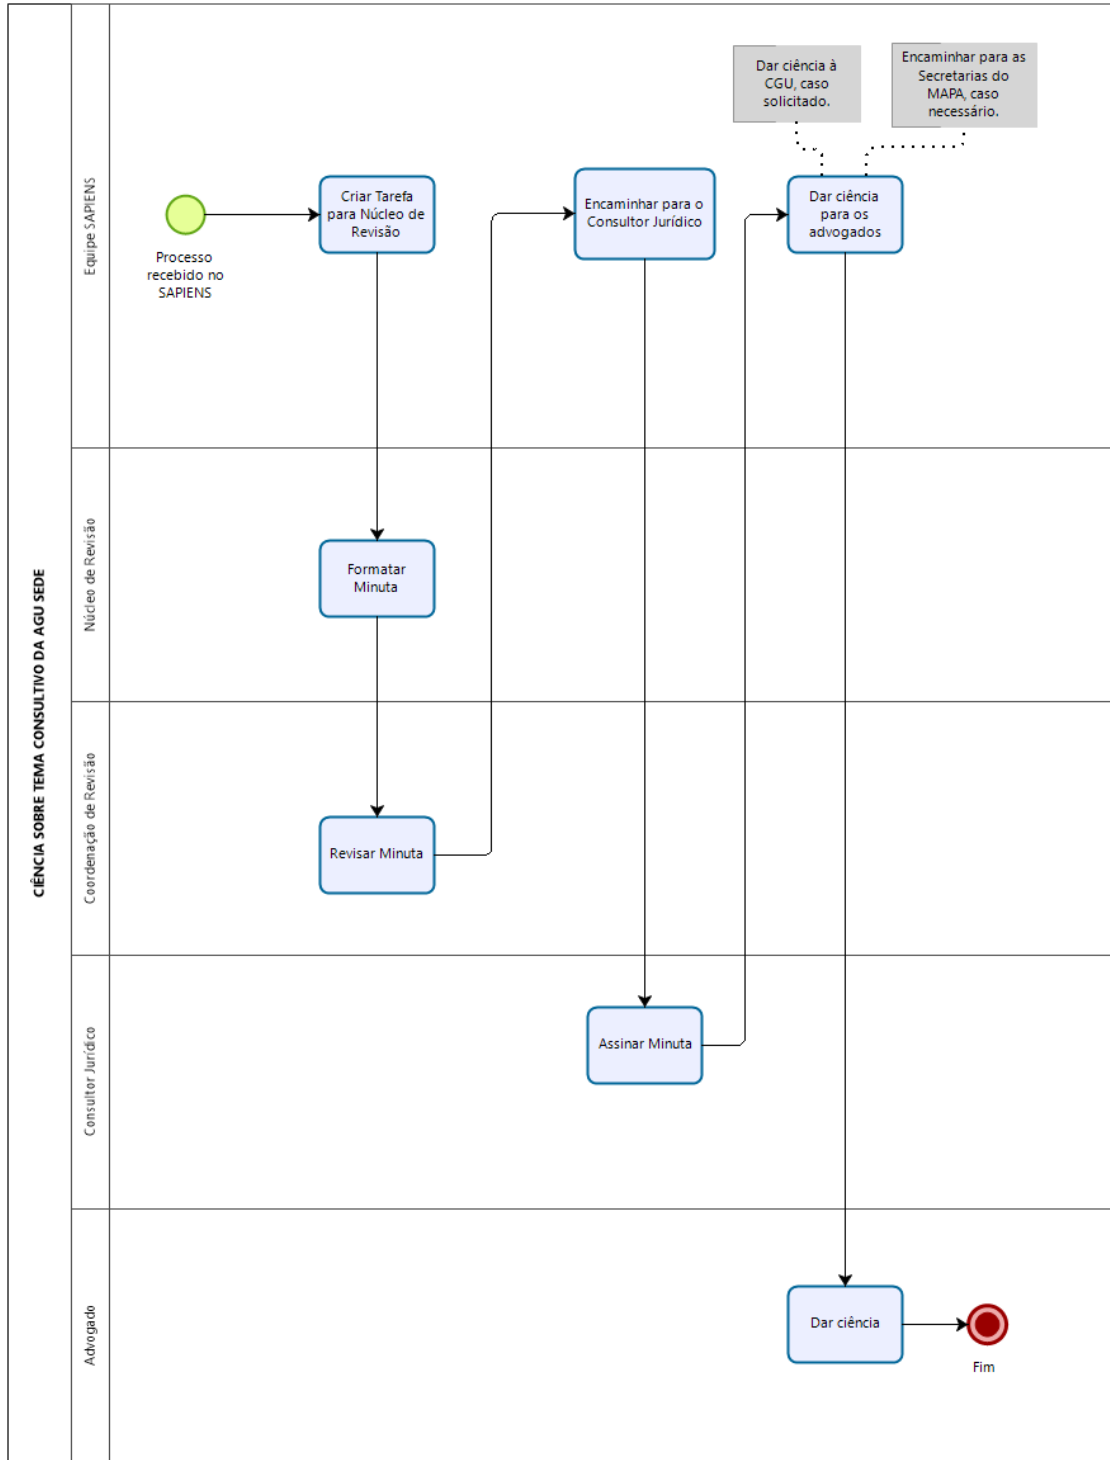 CIÊNCIA SOBRE TEMA CONSULTIVO DA AGU SEDE
Equipe SAPIENS
Dar ciência à
CGU, caso
solicitado.
Encaminhar para as
Secretarias do
MAPA, caso
necessário.
Processo
recebido no
SAPIENS
Criar Tarefa
para Núcleo de
Revisão
Encaminhar para o
Consultor Jurídico
Dar ciência
para os
advogados
Núcleo de Revisão
Formatar
Minuta
Coordenação de Revisão
Revisar Minuta
Consultor Jurídico
Assinar Minuta
Advogado
Dar ciência
Fim